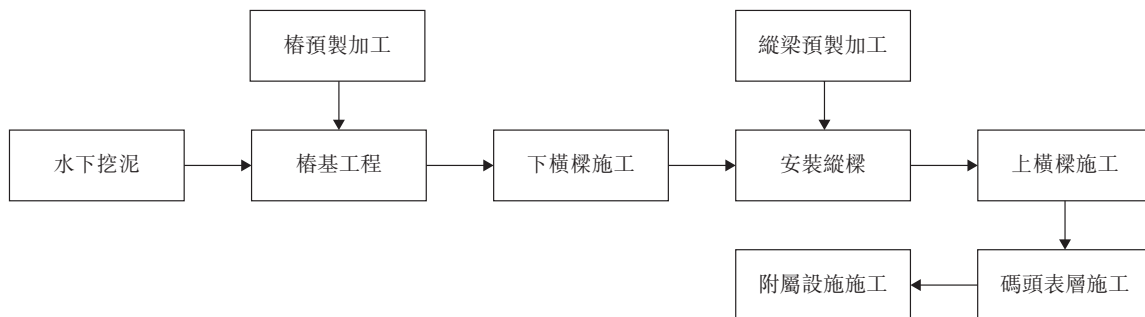 樁預製加工
縱梁預製加工
水下挖泥
樁基工程
下橫樑施工
安裝縱樑
上橫樑施工
附屬設施施工
碼頭表層施工